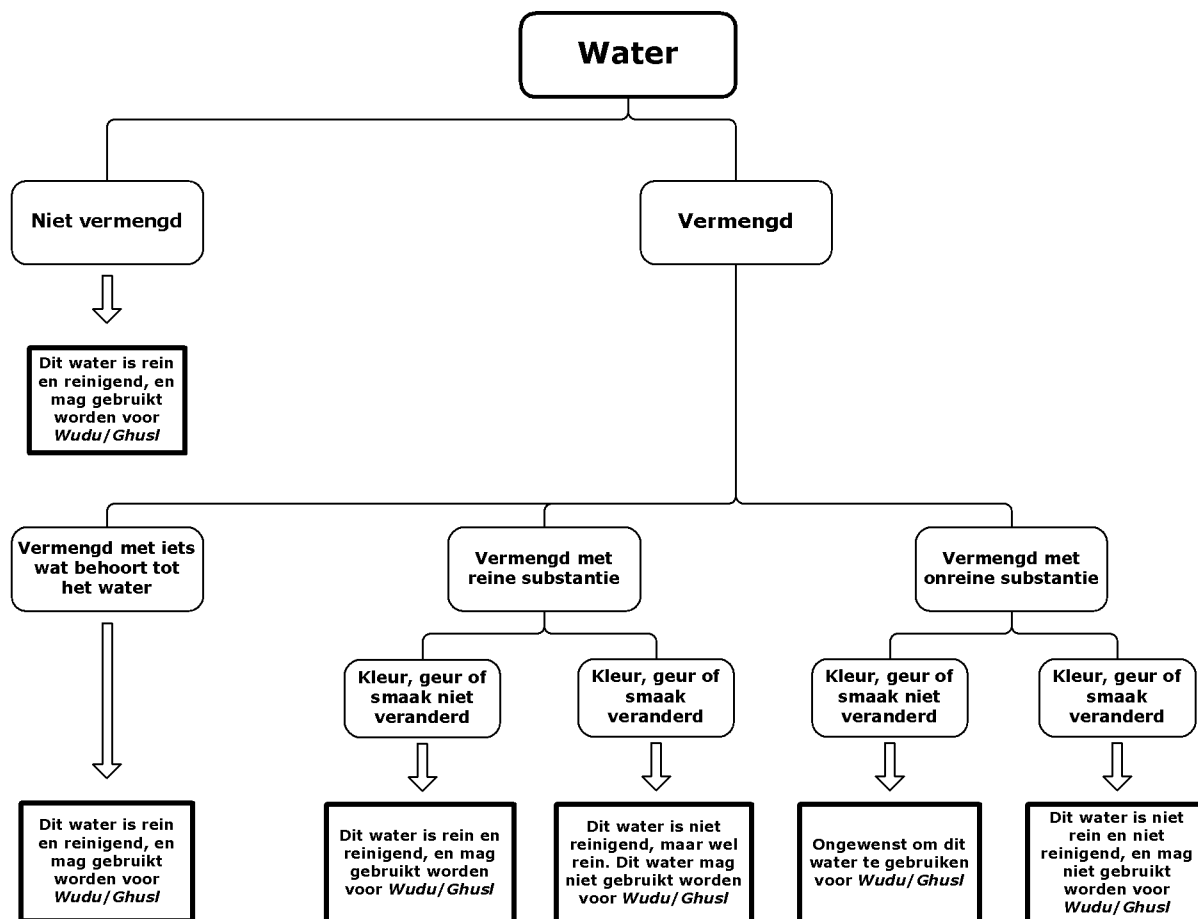 Water
Niet vermengd
Vermengd
Dit water is rein
en reinigend, en
mag gebruikt
worden voor
Wudu/Ghusl
Vermengd met iets
wat behoort tot
het water
Vermengd met
reine substantie
Vermengd met
onreine substantie
Kleur, geur of
smaak niet
veranderd
Kleur, geur of
smaak
veranderd
Kleur, geur of
smaak niet
veranderd
Kleur, geur of
smaak
veranderd
Dit water is rein
en reinigend, en
mag gebruikt
worden voor
Wudu/Ghusl
Dit water is rein en
reinigend, en mag
gebruikt worden
voor Wudu/Ghusl
Dit water is niet
reinigend, maar wel
rein. Dit water mag
niet gebruikt worden
voor Wudu/Ghusl
Ongewenst om dit
water te gebruiken
voor Wudu/Ghusl
Dit water is niet
rein en niet
reinigend, en mag
niet gebruikt
worden voor
Wudu/Ghusl